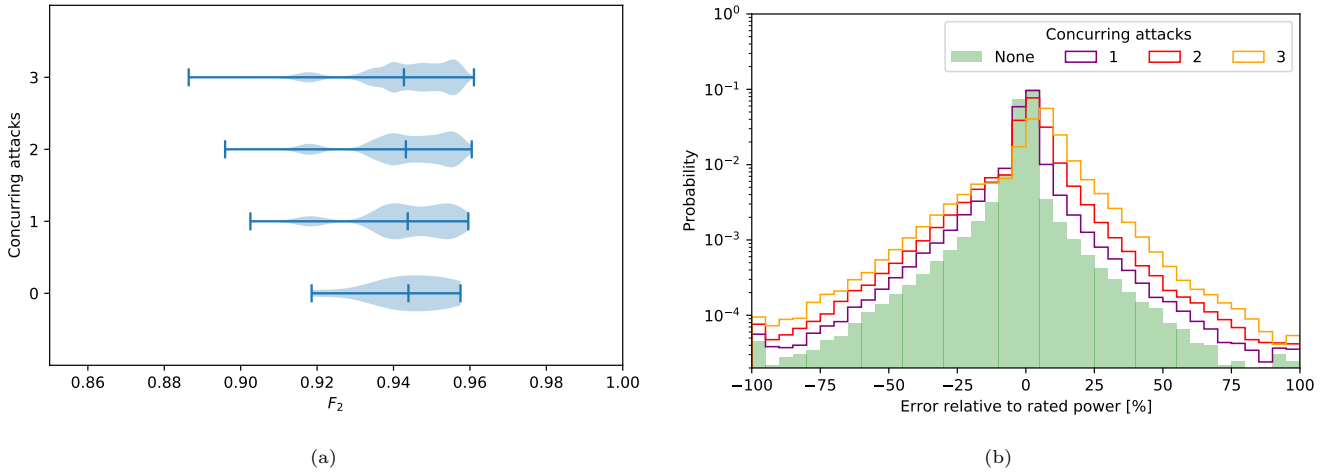 3
2
1
0
Concurring attacks
0.86 0.88 0.90 0.92 0.94 0.96 0.98 1.00
F₂
(a)
Concurring attacks
None 1 2 3
10⁰
10⁻¹
10⁻²
10⁻³
10⁻⁴
Probability
−100 −75 −50 −25 0 25 50 75 100
Error relative to rated power [%]
(b)